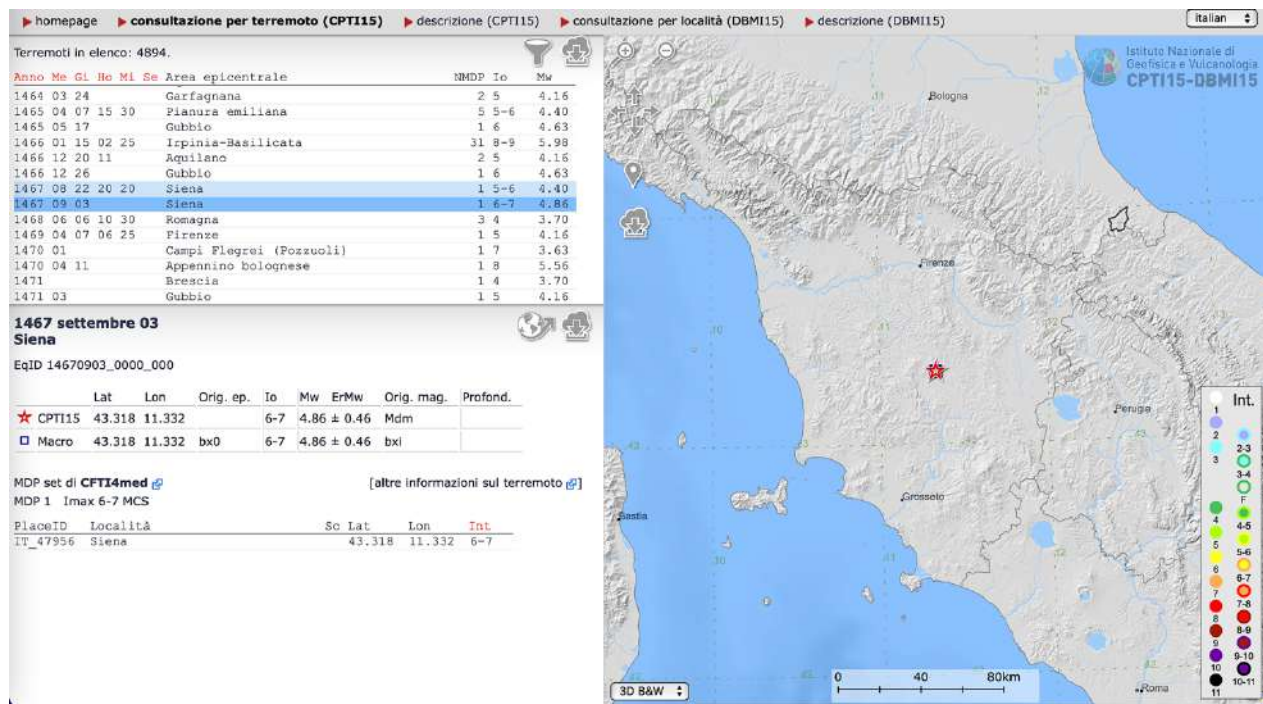 homepage consultazione per terremoto (CPTI15) descrizione (CPTI15) consultazione per località (DBMI15) descrizione (DBMI15) italian
Terremoti in elenco: 4894.
Anno Me Gi Ho Mi Se Area epicentrale NMDP Io Mw
1464 03 24 Garfagnana 2 5 4.16
1465 04 07 15 30 Pianura emiliana 5 5-6 4.40
1465 05 17 Gubbio 1 6 4.63
1466 01 15 02 25 Irpinia-Basilicata 31 8-9 5.98
1466 12 20 11 Aquilano 2 5 4.16
1466 12 26 Gubbio 1 6 4.63
1467 08 22 20 20 Siena 1 5-6 4.40
1467 09 03 Siena 1 6-7 4.86
1468 06 06 10 30 Romagna 3 4 3.70
1469 04 07 06 25 Firenze 1 5 4.16
1470 01 Campi Flegrei (Pozzuoli) 1 7 3.63
1470 04 11 Appennino bolognese 1 8 5.56
1471 Brescia 1 4 3.70
1471 03 Gubbio 1 5 4.16
1467 settembre 03
Siena
EqID 14670903_0000_000
Lat Lon Orig. ep. Io Mw ErMw Orig. mag. Profond.
CPTI15 43.318 11.332 6-7 4.86 ± 0.46 Mdm
Macro 43.318 11.332 bx0 6-7 4.86 ± 0.46 bxi
MDP set di CFTI4med [altre informazioni sul terremoto]
MDP 1 Imax 6-7 MCS
PlaceID Località Sc Lat Lon Int
IT_47956 Siena 43.318 11.332 6-7
Istituto Nazionale di
Geofisica e Vulcanologia
CPTI15-DBMI15
Bologna
Firenze
Perugia
Grosseto
Bastia
Roma
11
12
10
11
43
43
12
10
11
42
Int.
1
2
2-3
3
3-4
F
4
4-5
5
5-6
6
6-7
7
7-8
8
8-9
9
9-10
10
10-11
11
0 40 80km
3D B&W